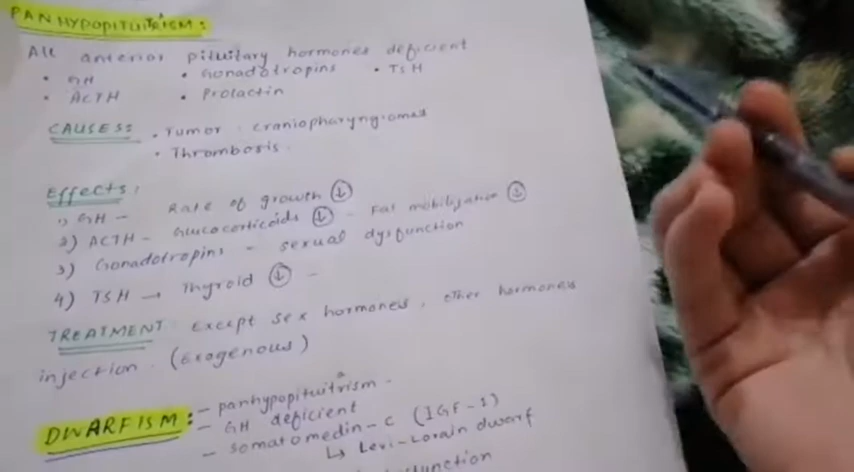 PANHYPOPITUITRISM:
All anterior pituitary hormones deficient
• GH • Gonadotropins • TSH
• ACTH • Prolactin
CAUSES: • Tumor: craniopharyngiomas
• Thrombosis.
Effects:
1) GH - Rate of growth ↓
2) ACTH - Glucocorticoids ↓ - Fat mobilization ↓
3) Gonadotropins - sexual dysfunction
4) TSH → Thyroid ↓ -
TREATMENT: Except sex hormones, other hormones
injection. (Exogenous)
DWARFISM: - panhypopituitrism.
- GH deficient
- somatomedin-C (IGF-1)
↳ Levi-Lorain dwarf